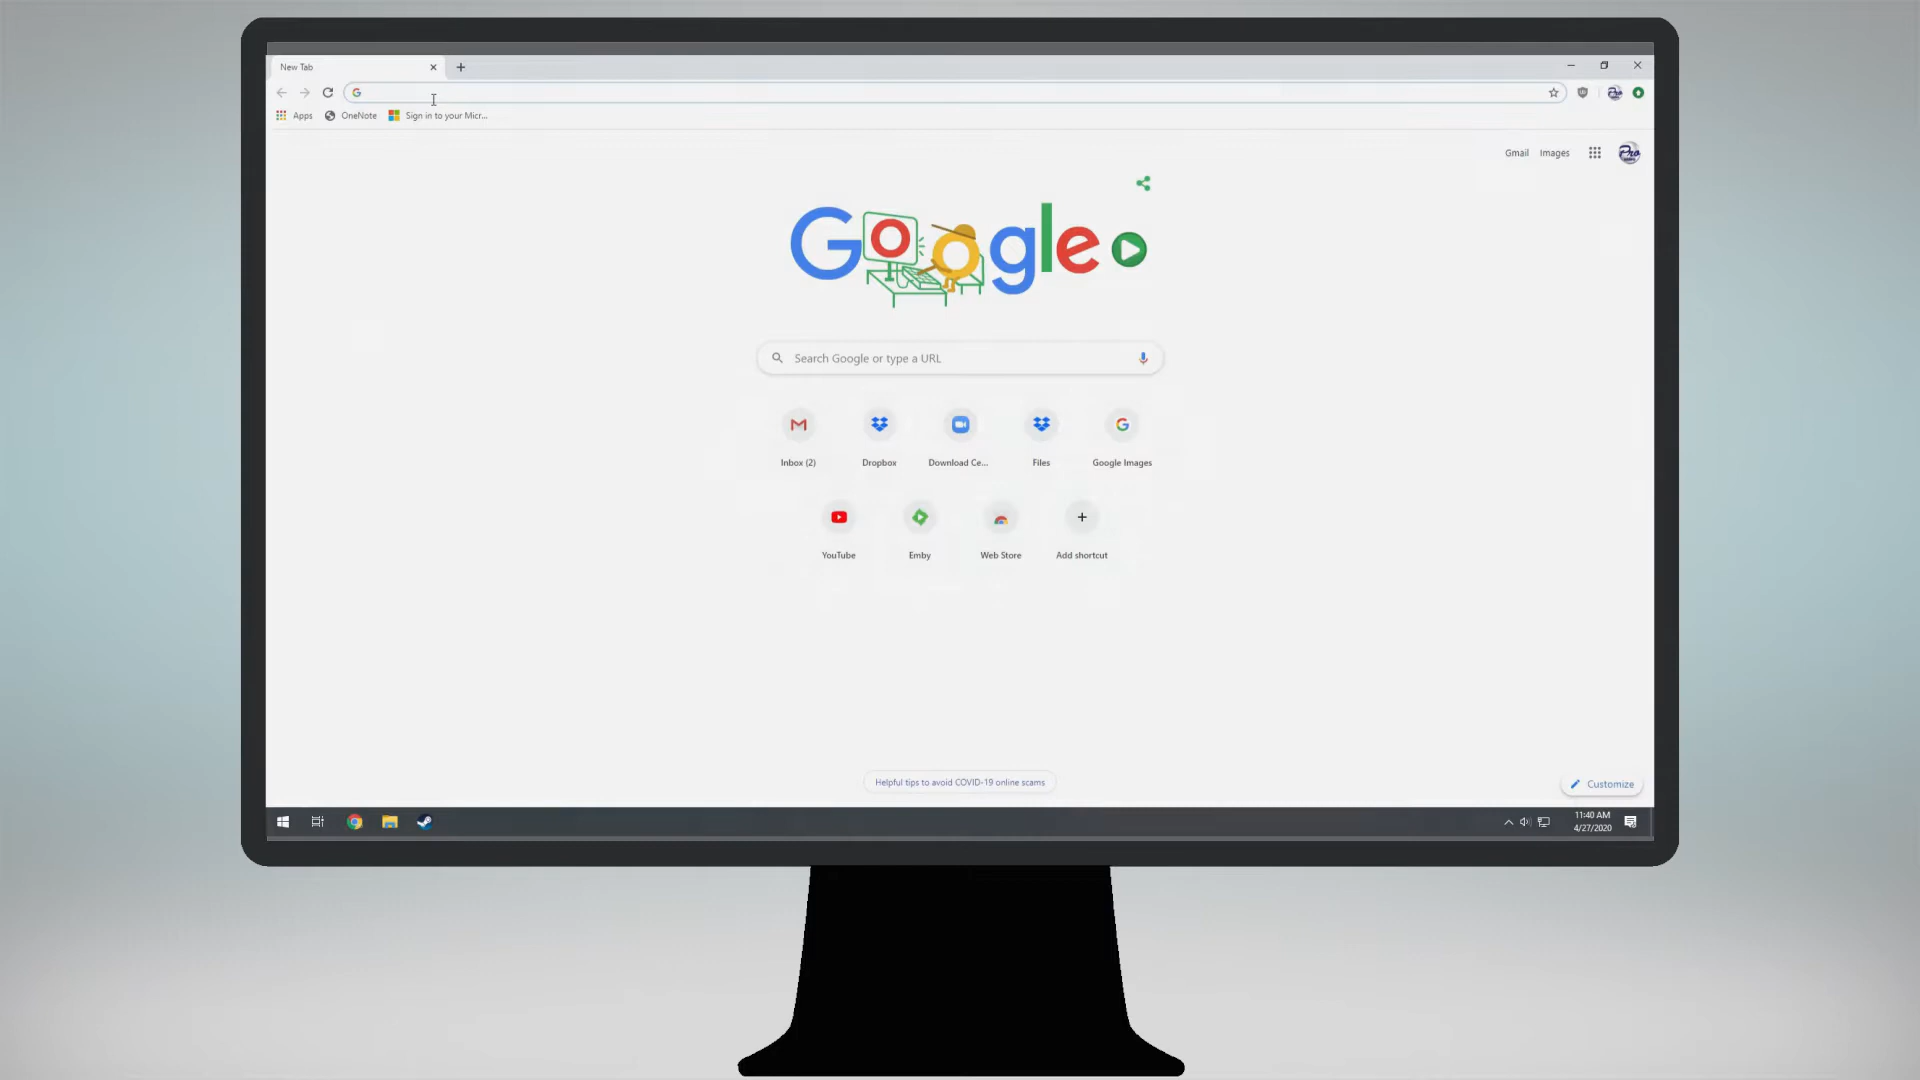 New Tab
Apps
OneNote
Sign in to your Micr...
Gmail
Images
Google
Search Google or type a URL
Inbox (2)
Dropbox
Download Ce...
Files
Google Images
YouTube
Emby
Web Store
Add shortcut
Helpful tips to avoid COVID-19 online scams
Customize
11:40 AM
4/27/2020